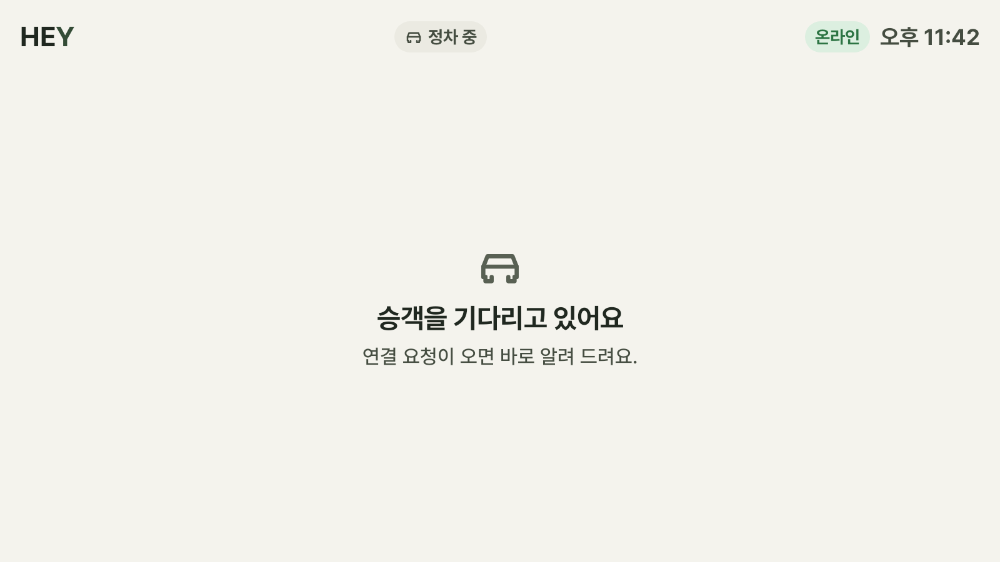 HEY
정차 중
온라인 오후 11:42
승객을 기다리고 있어요
연결 요청이 오면 바로 알려 드려요.